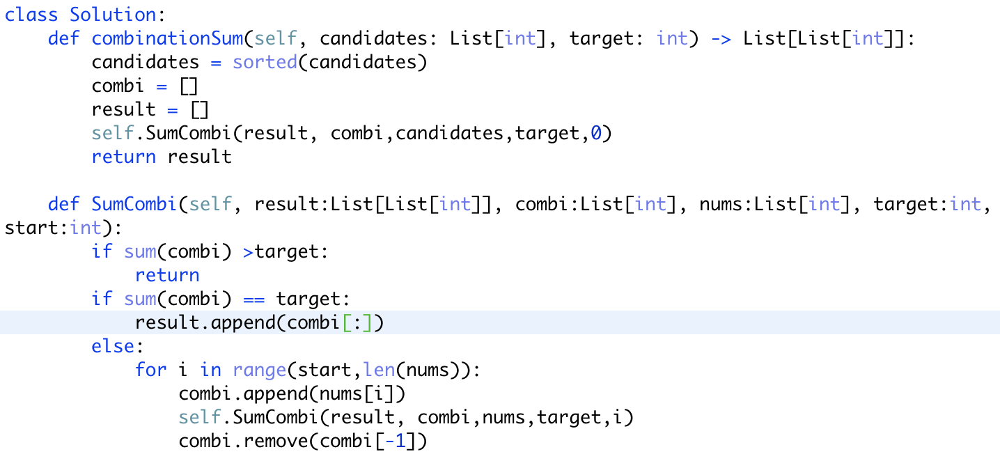 class Solution:
    def combinationSum(self, candidates: List[int], target: int) -> List[List[int]]:
        candidates = sorted(candidates)
        combi = []
        result = []
        self.SumCombi(result, combi,candidates,target,0)
        return result

    def SumCombi(self, result:List[List[int]], combi:List[int], nums:List[int], target:int,
start:int):
        if sum(combi) >target:
            return
        if sum(combi) == target:
            result.append(combi[:])
        else:
            for i in range(start,len(nums)):
                combi.append(nums[i])
                self.SumCombi(result, combi,nums,target,i)
                combi.remove(combi[-1])